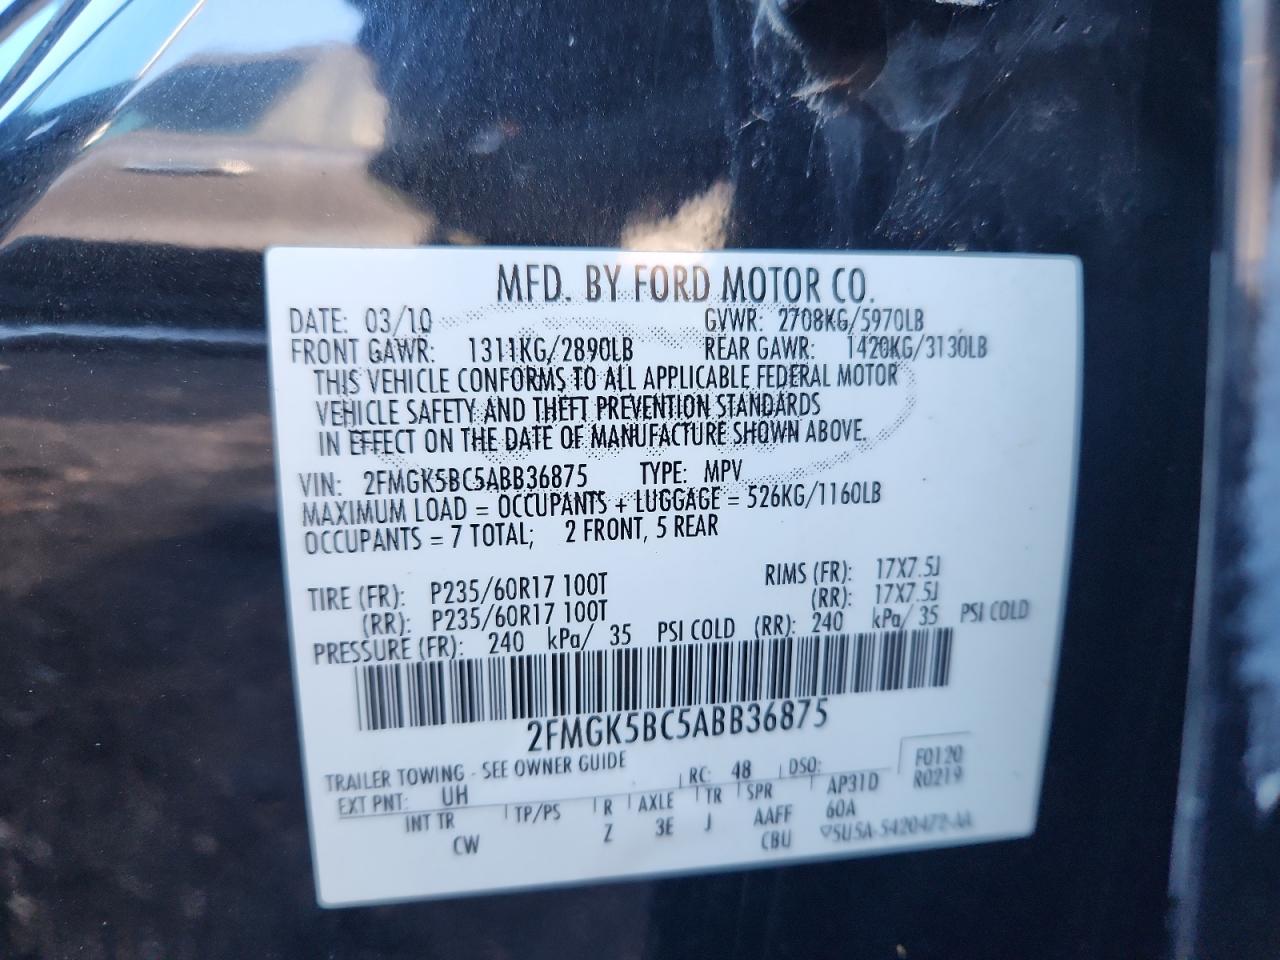 MFD. BY FORD MOTOR CO.
DATE: 03/10 GVWR: 2708KG/5970LB
FRONT GAWR: 1311KG/2890LB REAR GAWR: 1420KG/3130LB
THIS VEHICLE CONFORMS TO ALL APPLICABLE FEDERAL MOTOR
VEHICLE SAFETY AND THEFT PREVENTION STANDARDS
IN EFFECT ON THE DATE OF MANUFACTURE SHOWN ABOVE.
VIN: 2FMGK5BC5ABB36875 TYPE: MPV
MAXIMUM LOAD = OCCUPANTS + LUGGAGE = 526KG/1160LB
OCCUPANTS = 7 TOTAL; 2 FRONT, 5 REAR
TIRE (FR): P235/60R17 100T RIMS (FR): 17X7.5J
(RR): P235/60R17 100T (RR): 17X7.5J
PRESSURE (FR): 240 kPa/ 35 PSI COLD (RR): 240 kPa/ 35 PSI COLD
2FMGK5BC5ABB36875
TRAILER TOWING - SEE OWNER GUIDE
EXT PNT: UH RC: 48 DSO: F0120
INT TR TP/PS R AXLE TR SPR AP31D R0219
CW Z 3E J AAFF 60A
CBU 5U5A-5420472-AA